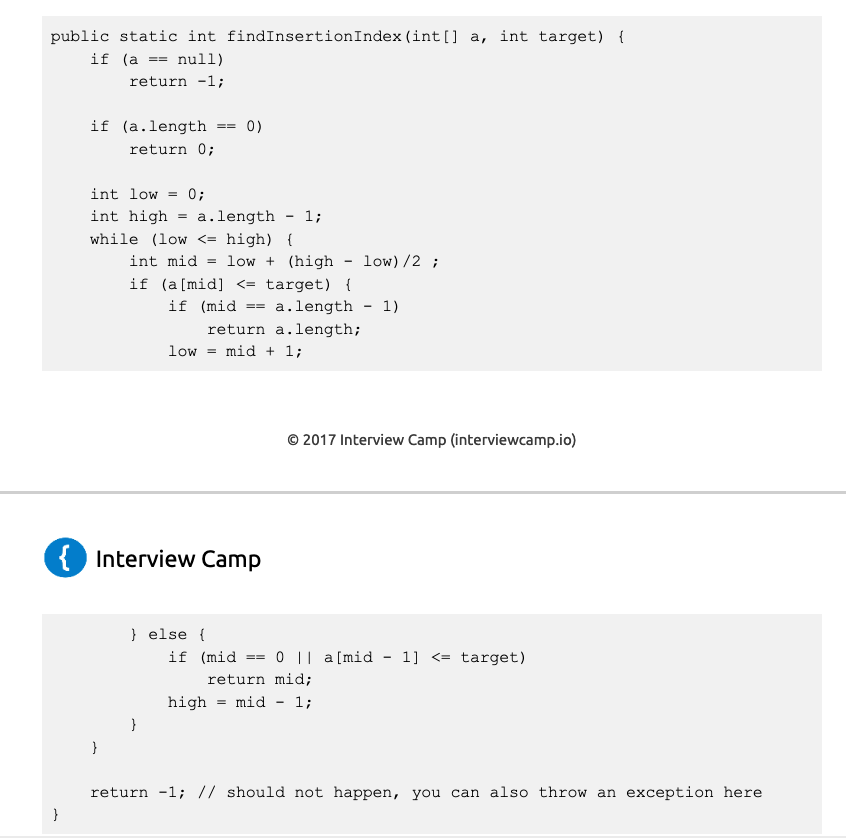 public static int findInsertionIndex(int[] a, int target) {
    if (a == null)
        return -1;

    if (a.length == 0)
        return 0;

    int low = 0;
    int high = a.length - 1;
    while (low <= high) {
        int mid = low + (high - low)/2 ;
        if (a[mid] <= target) {
            if (mid == a.length - 1)
                return a.length;
            low = mid + 1;
© 2017 Interview Camp (interviewcamp.io)
{ Interview Camp
        } else {
            if (mid == 0 || a[mid - 1] <= target)
                return mid;
            high = mid - 1;
        }
    }

    return -1; // should not happen, you can also throw an exception here
}